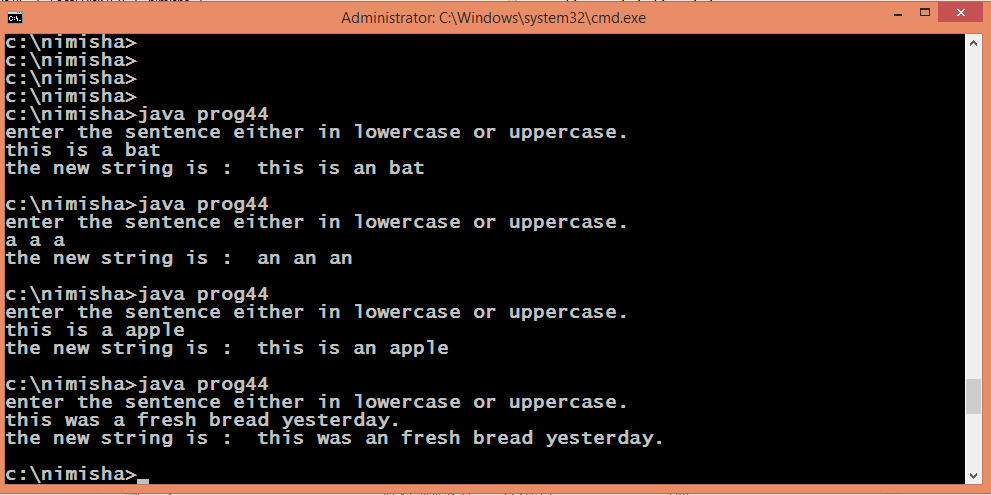 Administrator: C:\Windows\system32\cmd.exe
c:\nimisha>
c:\nimisha>
c:\nimisha>
c:\nimisha>
c:\nimisha>java prog44
enter the sentence either in lowercase or uppercase.
this is a bat
the new string is :  this is an bat
c:\nimisha>java prog44
enter the sentence either in lowercase or uppercase.
a a a
the new string is :  an an an
c:\nimisha>java prog44
enter the sentence either in lowercase or uppercase.
this is a apple
the new string is :  this is an apple
c:\nimisha>java prog44
enter the sentence either in lowercase or uppercase.
this was a fresh bread yesterday.
the new string is :  this was an fresh bread yesterday.
c:\nimisha>